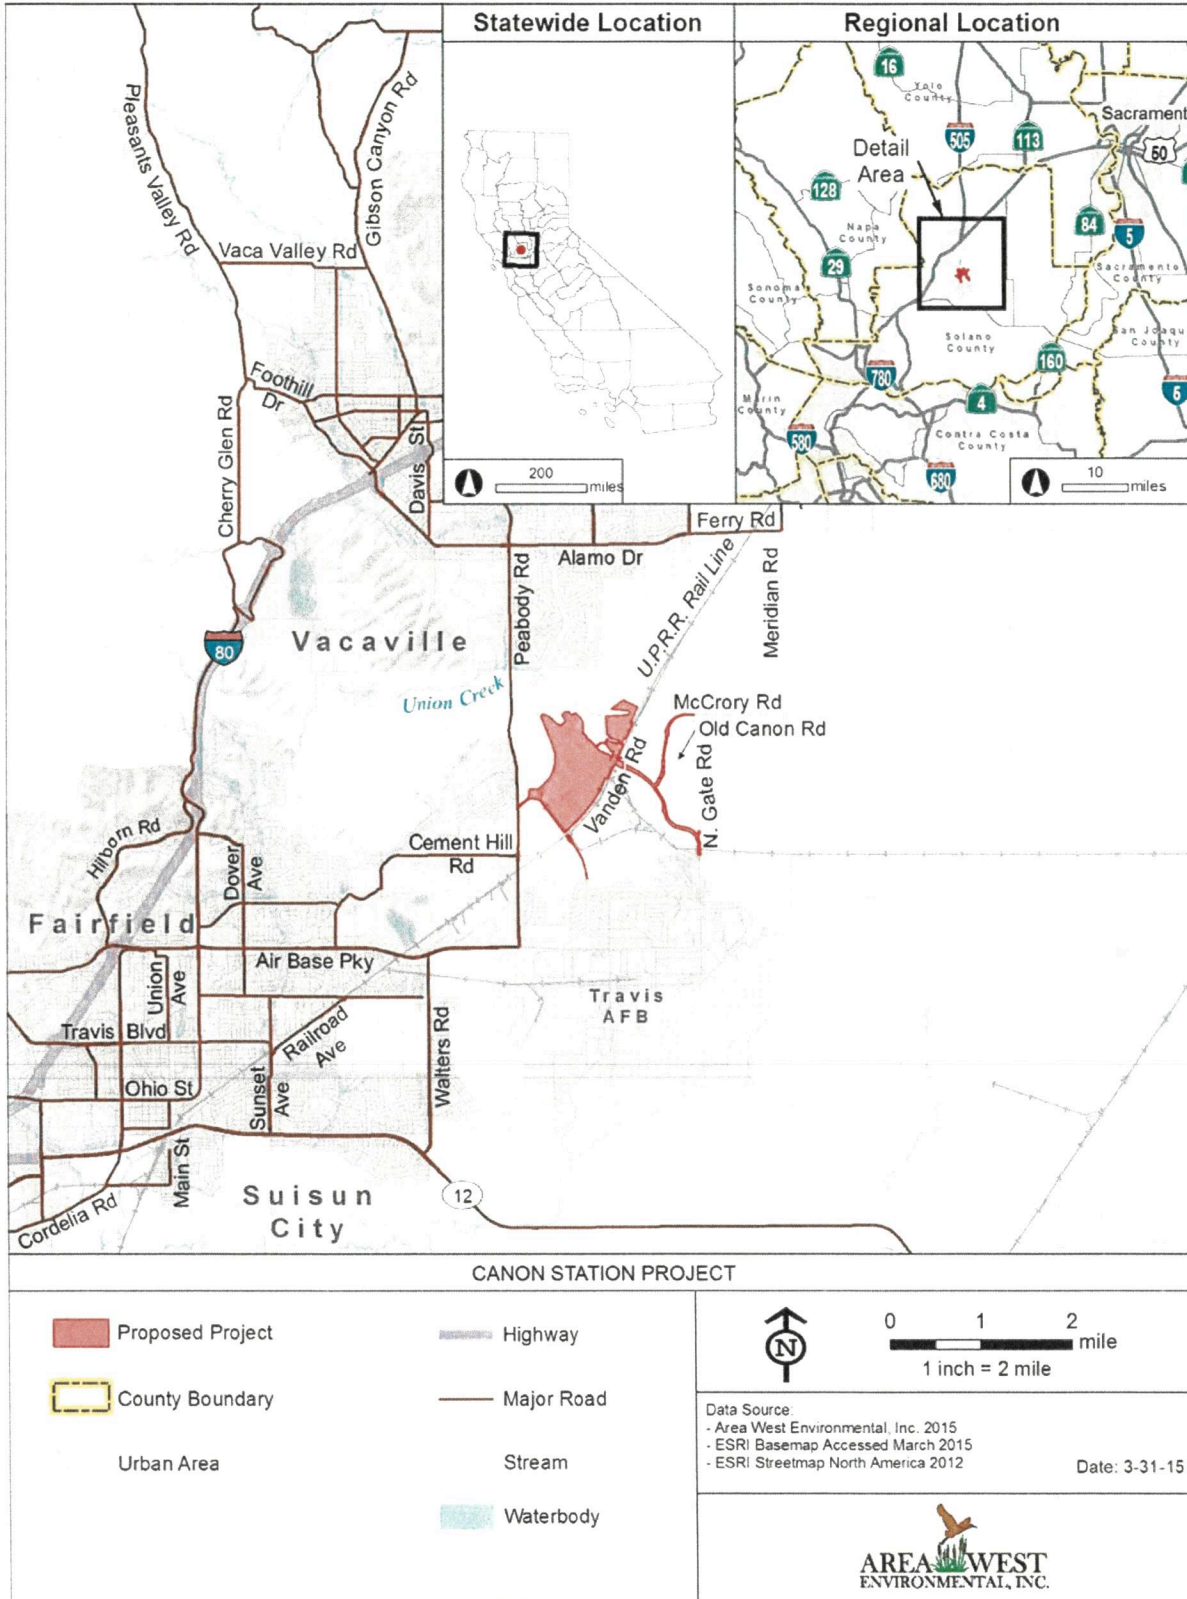 Statewide Location
Regional Location
16
Yolo
County
Sacrament
505
113
50
Detail
Area
128
Napa
County
84
5
29
Sonoma
County
Sacramento
County
Solano
County
San Joaqu
County
160
780
4
Marin
County
580
Contra Costa
County
680
200
miles
10
miles
Pleasants Valley Rd
Gibson Canyon Rd
Vaca Valley Rd
Foothill
Dr
Cherry Glen Rd
Davis St
Ferry Rd
Alamo Dr
Peabody Rd
U.P.R.R. Rail Line
Meridian Rd
Vacaville
80
Union Creek
McCrory Rd
Old Canon Rd
Vanden Rd
N. Gate Rd
Hilborn Rd
Dover
Ave
Cement Hill
Rd
Fairfield
Air Base Pky
Union
Ave
Travis
AFB
Travis Blvd
Railroad
Ave
Walters Rd
Ohio St
Sunset
Ave
Main St
Suisun
City
12
Cordelia Rd
CANON STATION PROJECT
Proposed Project
County Boundary
Urban Area
Highway
Major Road
Stream
Waterbody
N
0 1 2
mile
1 inch = 2 mile
Data Source:
- Area West Environmental, Inc. 2015
- ESRI Basemap Accessed March 2015
- ESRI Streetmap North America 2012
Date: 3-31-15
AREA WEST
ENVIRONMENTAL, INC.